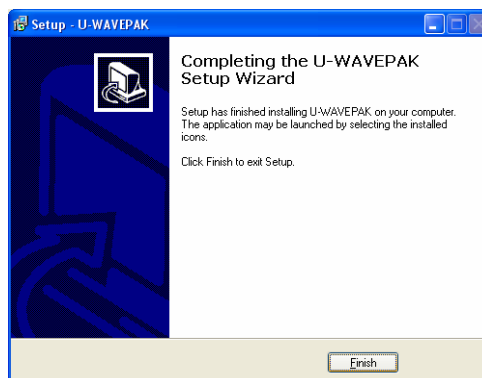 Setup - U-WAVEPAK
Completing the U-WAVEPAK
Setup Wizard
Setup has finished installing U-WAVEPAK on your computer.
The application may be launched by selecting the installed
icons.
Click Finish to exit Setup.
Finish